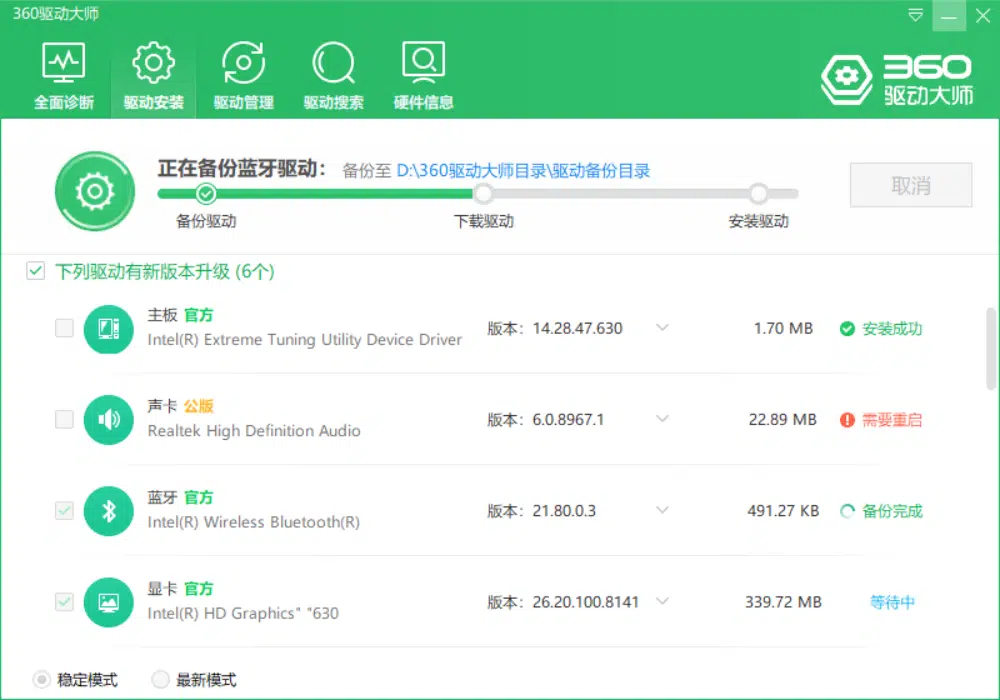 360驱动大师
全面诊断 驱动安装 驱动管理 驱动搜索 硬件信息
360
驱动大师
正在备份蓝牙驱动： 备份至 D:\360驱动大师目录\驱动备份目录
取消
备份驱动 下载驱动 安装驱动
下列驱动有新版本升级 (6个)
主板 官方
Intel(R) Extreme Tuning Utility Device Driver
版本： 14.28.47.630 1.70 MB 安装成功
声卡 公版
Realtek High Definition Audio
版本： 6.0.8967.1 22.89 MB 需要重启
蓝牙 官方
Intel(R) Wireless Bluetooth(R)
版本： 21.80.0.3 491.27 KB 备份完成
显卡 官方
Intel(R) HD Graphics" "630
版本： 26.20.100.8141 339.72 MB 等待中
稳定模式 最新模式